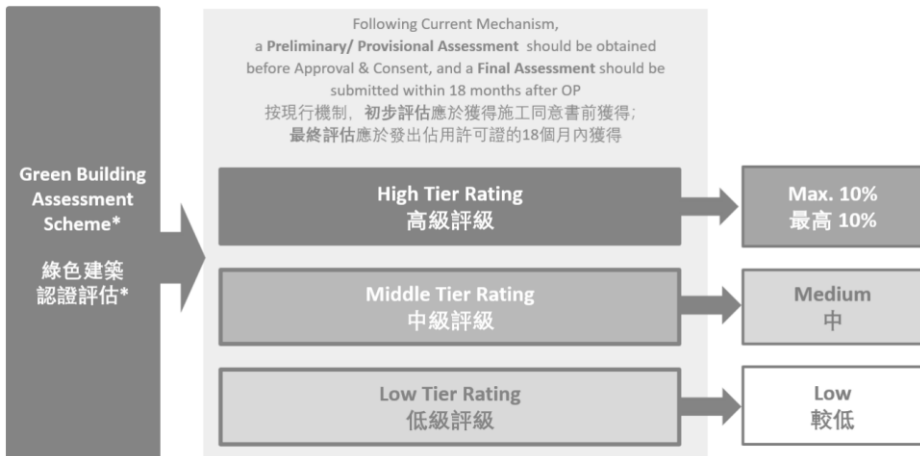 Following Current Mechanism,
a Preliminary/ Provisional Assessment should be obtained
before Approval & Consent, and a Final Assessment should be
submitted within 18 months after OP
按現行機制，初步評估應於獲得施工同意書前獲得;
最終評估應於發出佔用許可證的18個月內獲得
Green Building
Assessment
Scheme*
綠色建築
認證評估*
High Tier Rating
高級評級
Max. 10%
最高 10%
Middle Tier Rating
中級評級
Medium
中
Low Tier Rating
低級評級
Low
較低